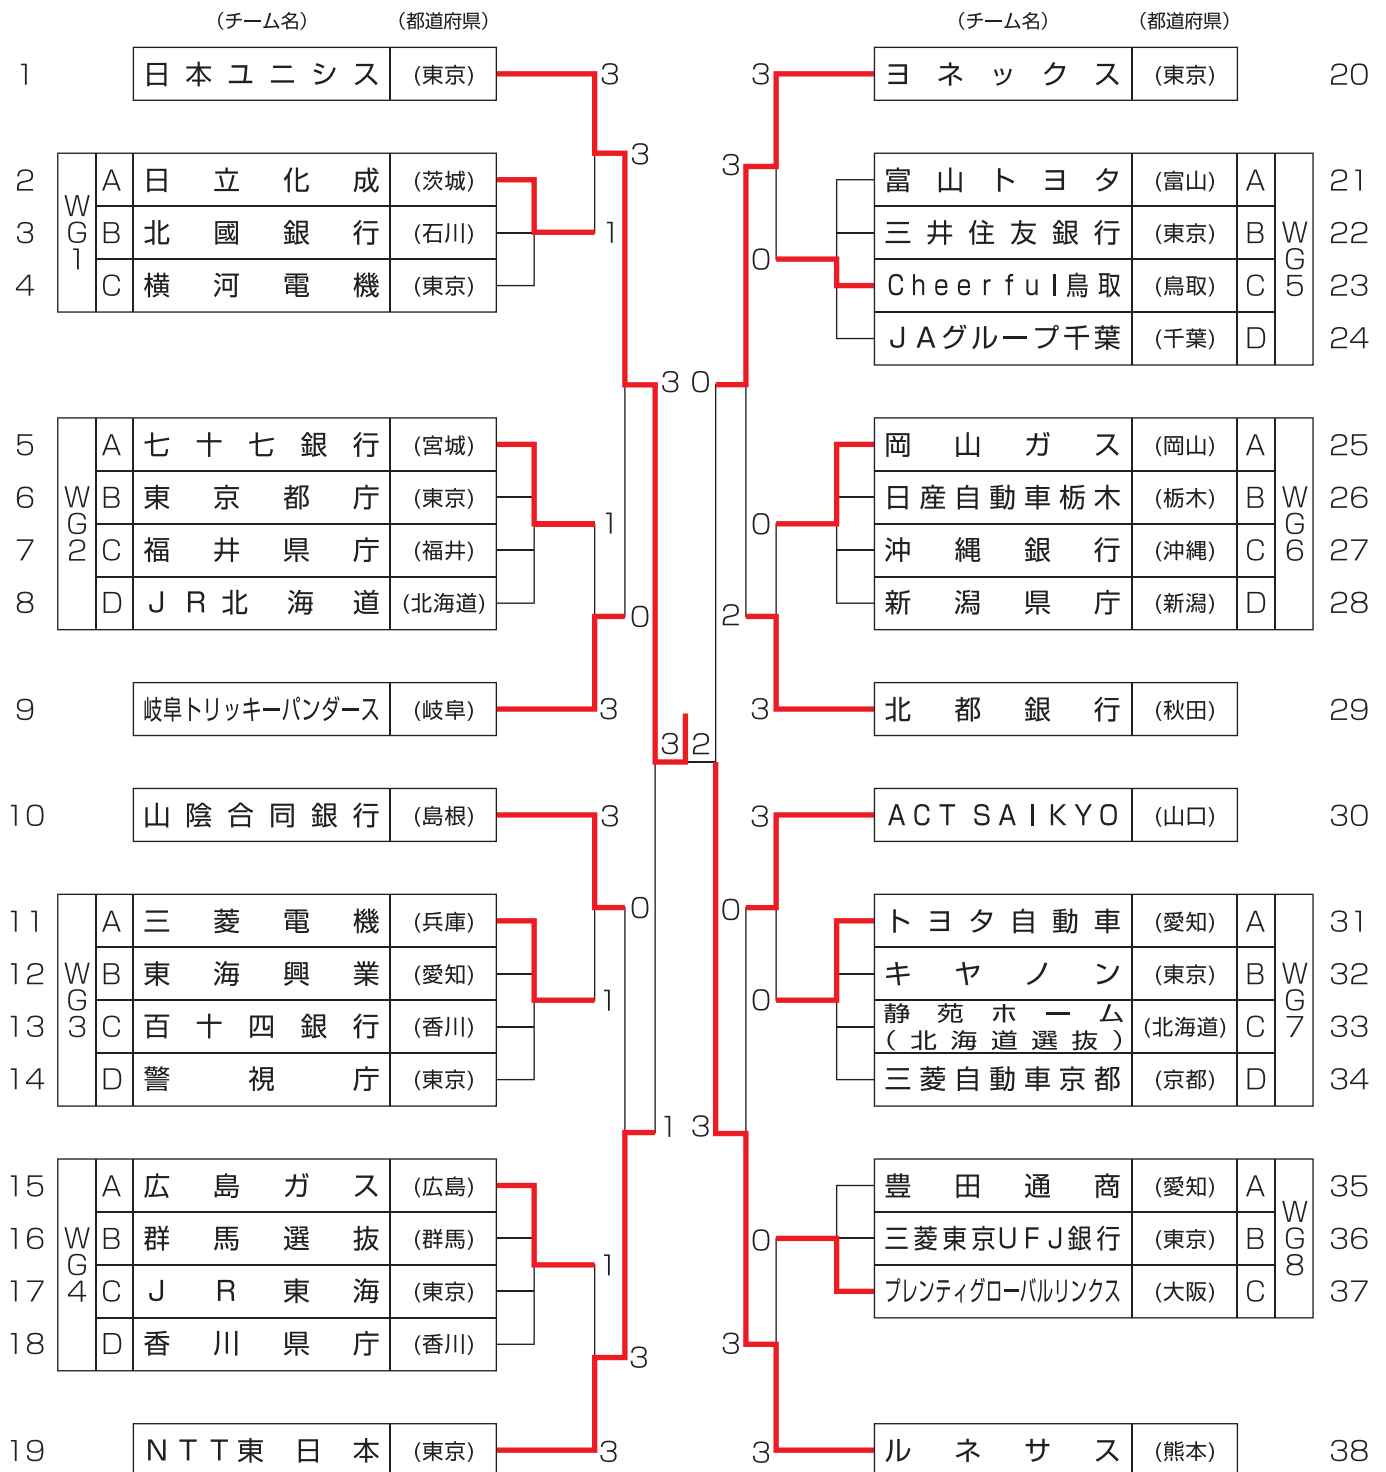 (チーム名) (都道府県) (チーム名) (都道府県)
1 日本ユニシス (東京) 3 3 ヨネックス (東京) 20
3 3
2 A 日立化成 (茨城) 富山トヨタ (富山) A 21
WG1 WG5
3 B 北國銀行 (石川) 1 三井住友銀行 (東京) B 22
0
4 C 横河電機 (東京) Cheerful鳥取 (鳥取) C 23
JAグループ千葉 (千葉) D 24
3 0
5 A 七十七銀行 (宮城) 岡山ガス (岡山) A 25
6 B 東京都庁 (東京) 日産自動車栃木 (栃木) B 26
WG2 1 0 WG6
7 C 福井県庁 (福井) 沖縄銀行 (沖縄) C 27
8 D JR北海道 (北海道) 新潟県庁 (新潟) D 28
0 2
9 岐阜トリッキーパンダース (岐阜) 3 3 北都銀行 (秋田) 29
3 2
10 山陰合同銀行 (島根) 3 3 ACT SAIKYO (山口) 30
0 0
11 A 三菱電機 (兵庫) トヨタ自動車 (愛知) A 31
12 B 東海興業 (愛知) キヤノン (東京) B 32
WG3 1 0 WG7
13 C 百十四銀行 (香川) 静苑ホーム (北海道) C 33
(北海道選抜)
14 D 警視庁 (東京) 三菱自動車京都 (京都) D 34
1 3
15 A 広島ガス (広島) 豊田通商 (愛知) A 35
16 B 群馬選抜 (群馬) 0 三菱東京UFJ銀行 (東京) B 36
WG4 1 WG8
17 C JR東海 (東京) プレンティグローバルリンクス (大阪) C 37
18 D 香川県庁 (香川)
3 3
19 NTT東日本 (東京) 3 3 ルネサス (熊本) 38